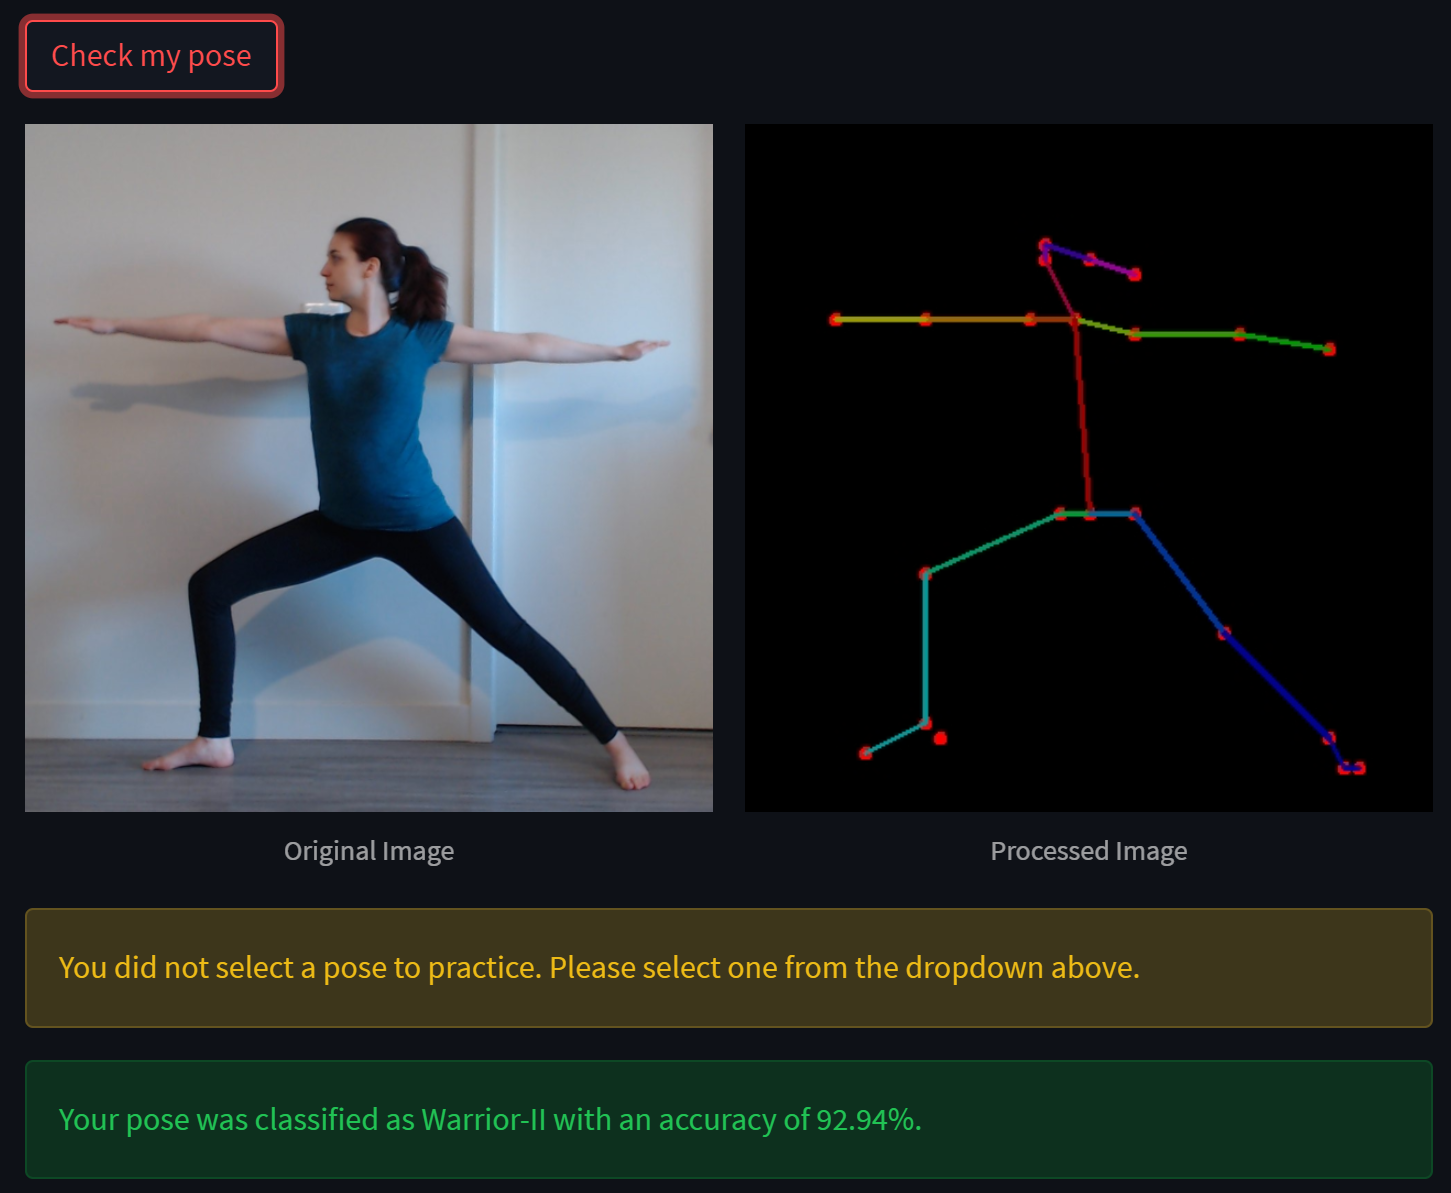 Check my pose
Original Image
Processed Image
You did not select a pose to practice. Please select one from the dropdown above.
Your pose was classified as Warrior-II with an accuracy of 92.94%.